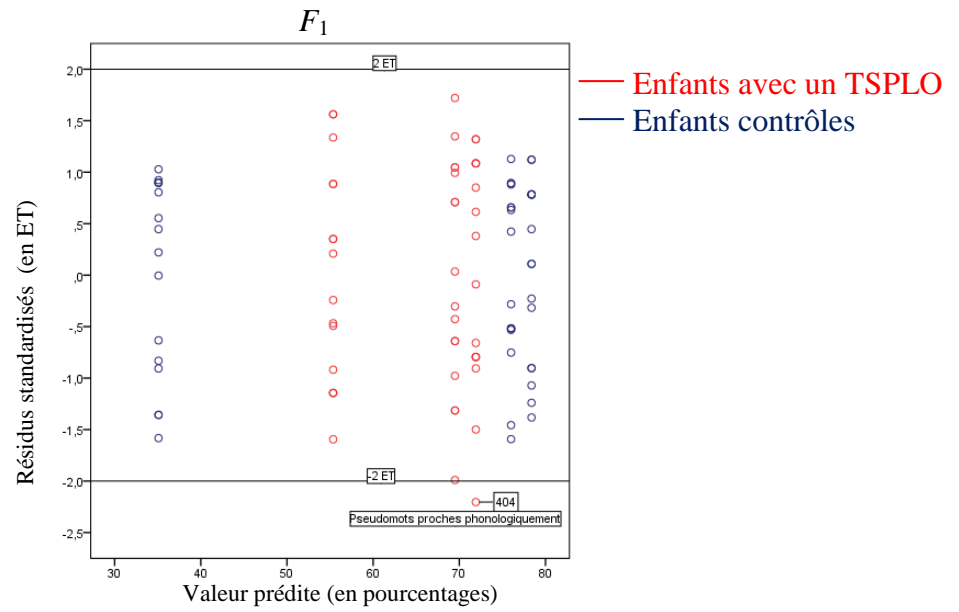 F1
2 ET
Enfants avec un TSPLO
Enfants contrôles
Résidus standardisés (en ET)
2,0
1,5
1,0
,5
,0
-,5
-1,0
-1,5
-2,0
-2,5
-2 ET
404
Pseudomots proches phonologiquement
30 40 50 60 70 80
Valeur prédite (en pourcentages)